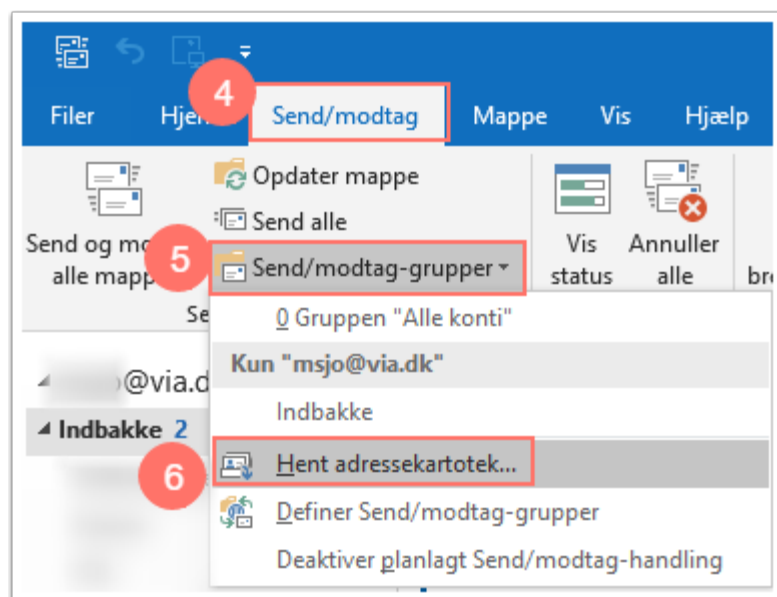 4
Filer Send/modtag Mappe Vis Hjælp
Opdater mappe
Send alle
Send og
alle
5
Send/modtag-grupper
Vis status
Annuller alle
0 Gruppen "Alle konti"
Kun "msjo@via.dk"
@via.d
Indbakke
Indbakke 2
6
Hent adressekartotek...
Definer Send/modtag-grupper
Deaktiver planlagt Send/modtag-handling